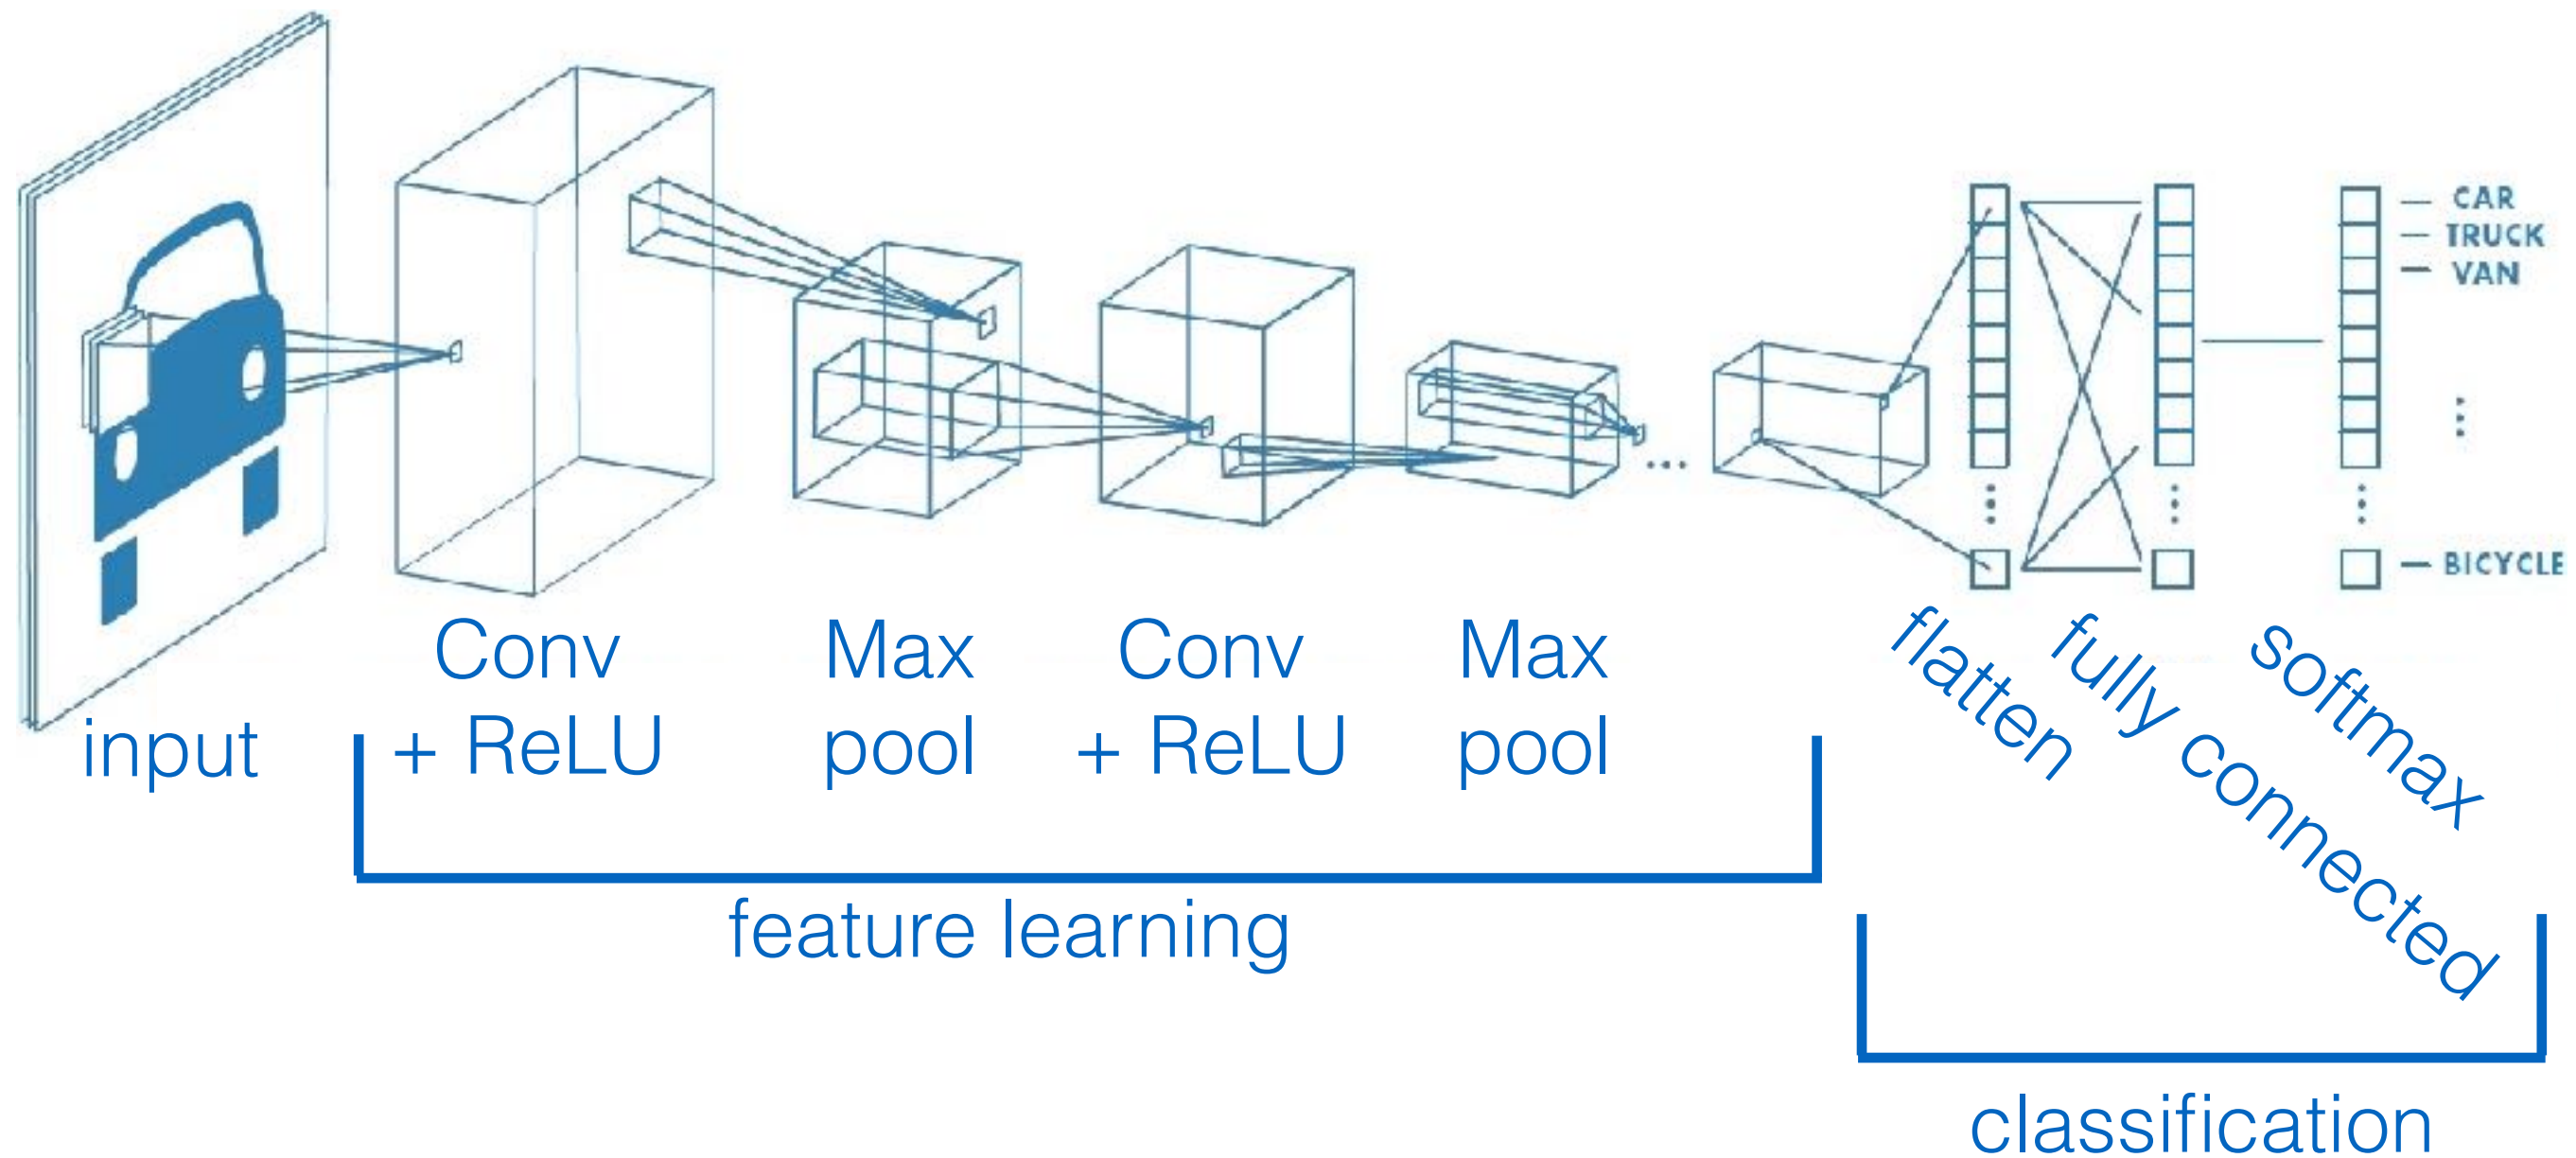 CAR
TRUCK
VAN
BICYCLE
input
Conv
+ ReLU
Max
pool
Conv
+ ReLU
Max
pool
flatten
fully connected
softmax
feature learning
classification